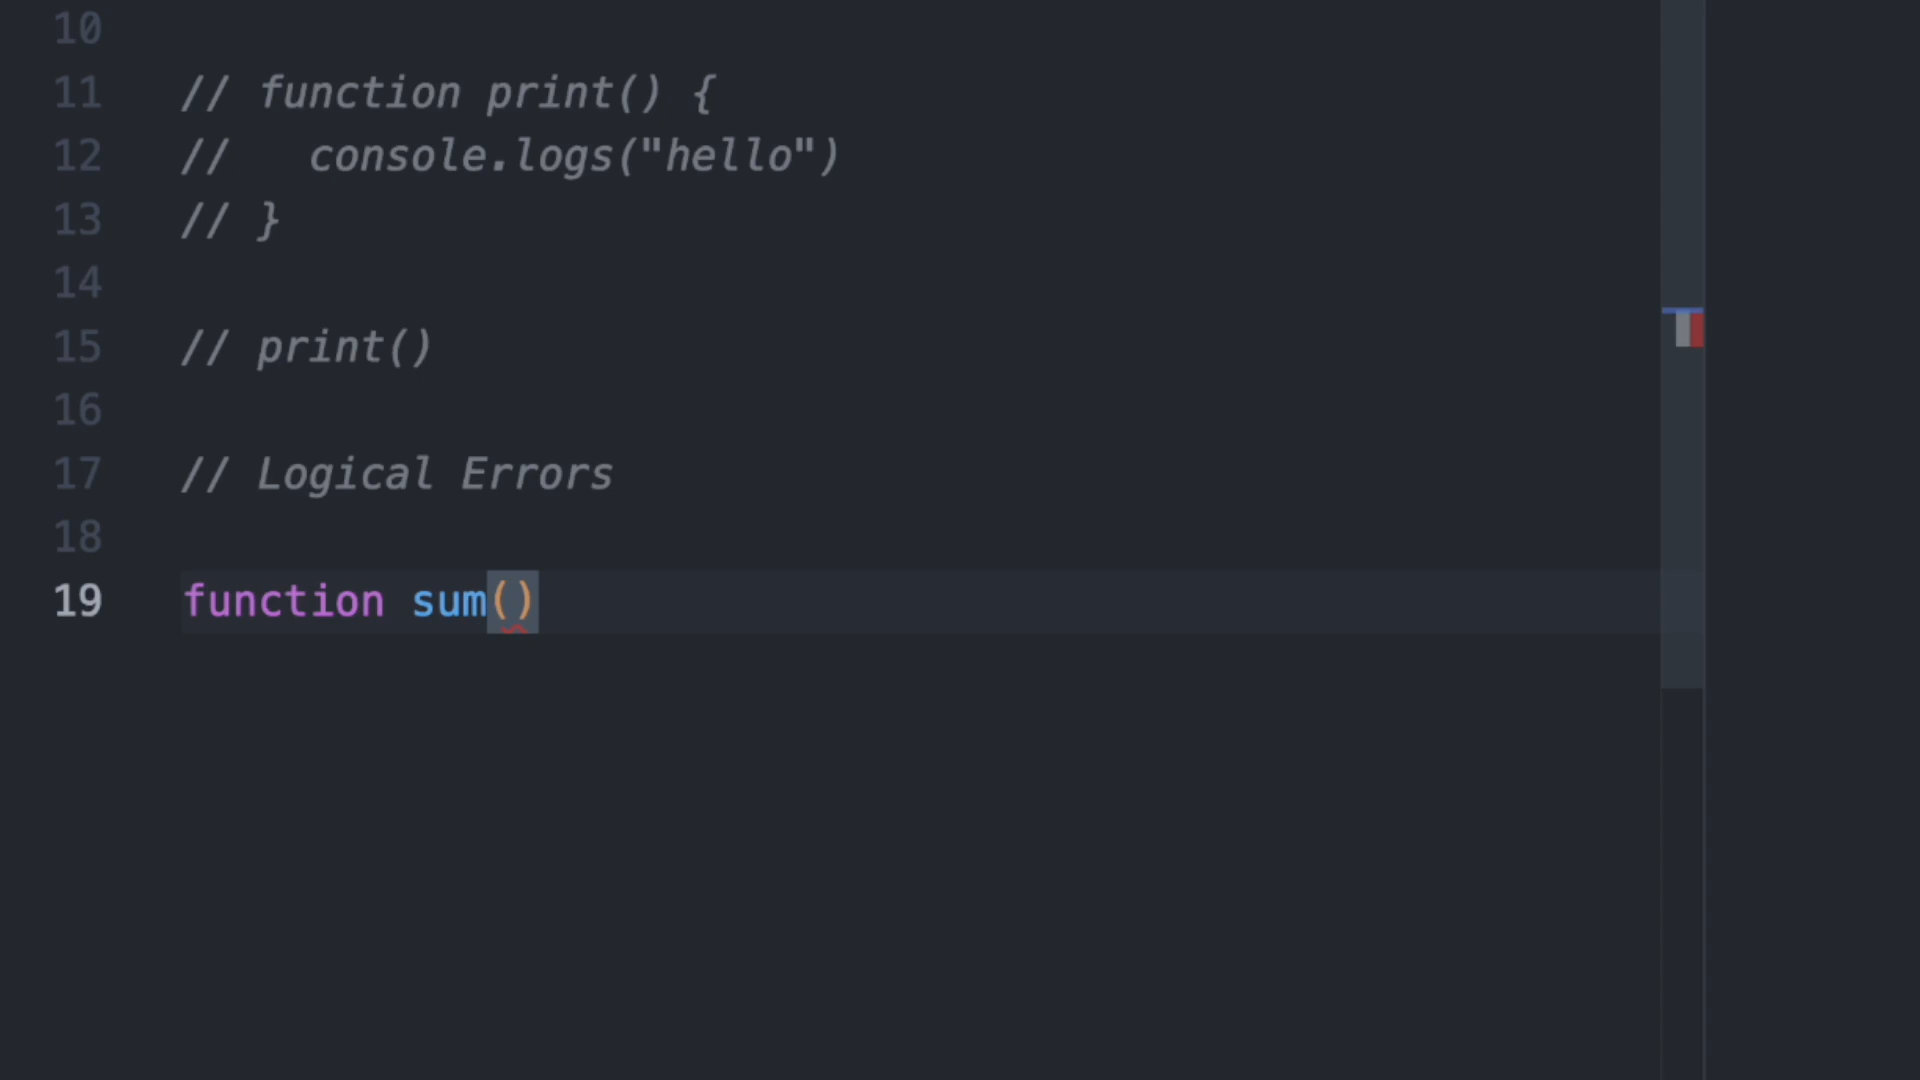 10
11 // function print() {
12 //   console.logs("hello")
13 // }
14
15 // print()
16
17 // Logical Errors
18
19 function sum()